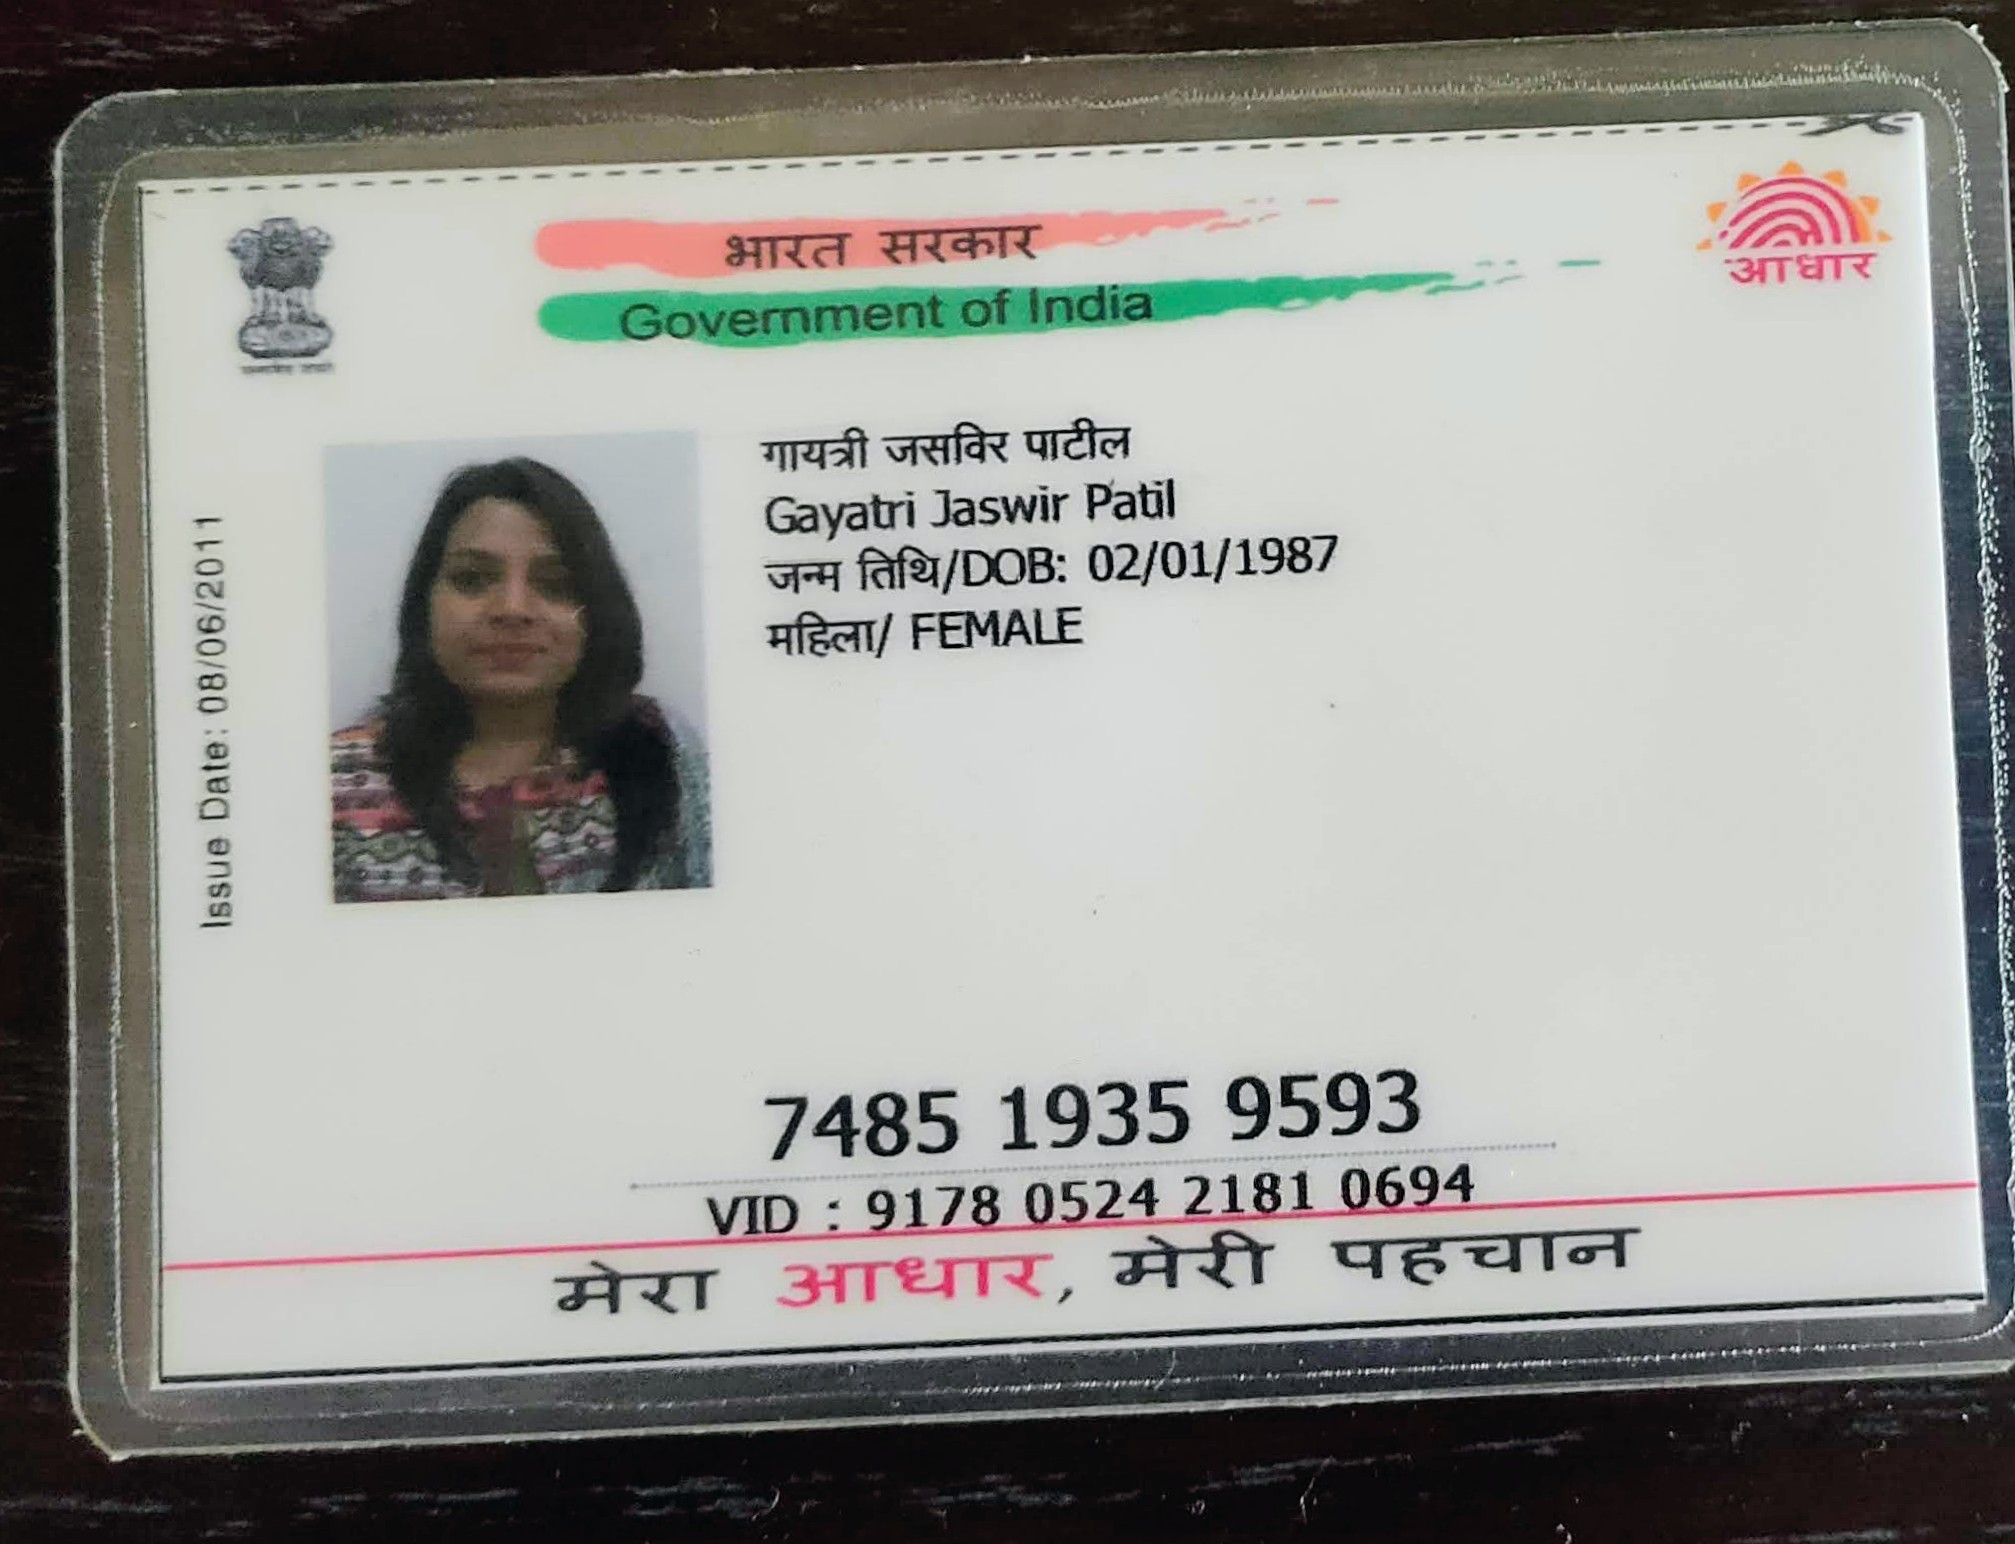 भारत सरकार
Government of India
आधार
Issue Date: 08/06/2011
गायत्री जसविर पाटील
Gayatri Jaswir Patil
जन्म तिथि/DOB: 02/01/1987
महिला/ FEMALE
7485 1935 9593
VID : 9178 0524 2181 0694
मेरा आधार, मेरी पहचान